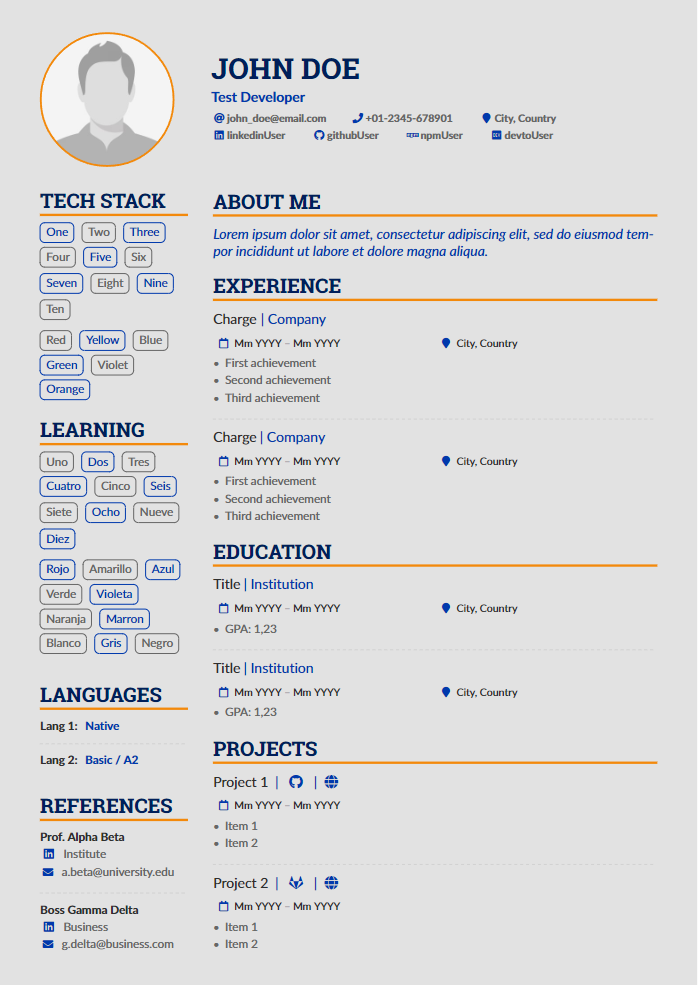 JOHN DOE
Test Developer
john_doe@email.com +01-2345-678901 City, Country
linkedinUser githubUser npm npmUser DEV devtoUser
TECH STACK
One Two Three
Four Five Six
Seven Eight Nine
Ten
Red Yellow Blue
Green Violet
Orange
LEARNING
Uno Dos Tres
Cuatro Cinco Seis
Siete Ocho Nueve
Diez
Rojo Amarillo Azul
Verde Violeta
Naranja Marron
Blanco Gris Negro
LANGUAGES
Lang 1: Native
Lang 2: Basic / A2
REFERENCES
Prof. Alpha Beta
Institute
a.beta@university.edu
Boss Gamma Delta
Business
g.delta@business.com
ABOUT ME
Lorem ipsum dolor sit amet, consectetur adipiscing elit, sed do eiusmod tem-
por incididunt ut labore et dolore magna aliqua.
EXPERIENCE
Charge | Company
Mm YYYY – Mm YYYY City, Country
• First achievement
• Second achievement
• Third achievement
Charge | Company
Mm YYYY – Mm YYYY City, Country
• First achievement
• Second achievement
• Third achievement
EDUCATION
Title | Institution
Mm YYYY – Mm YYYY City, Country
• GPA: 1,23
Title | Institution
Mm YYYY – Mm YYYY City, Country
• GPA: 1,23
PROJECTS
Project 1 | |
Mm YYYY – Mm YYYY
• Item 1
• Item 2
Project 2 | |
Mm YYYY – Mm YYYY
• Item 1
• Item 2